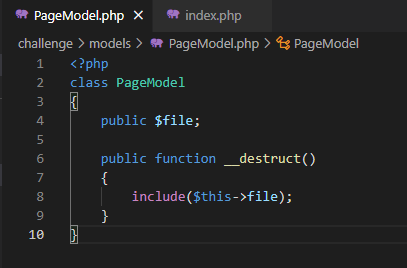 PageModel.php × index.php
challenge > models > PageModel.php > PageModel
1 <?php
2 class PageModel
3 {
4 public $file;
5
6 public function __destruct()
7 {
8 include($this->file);
9 }
10 }